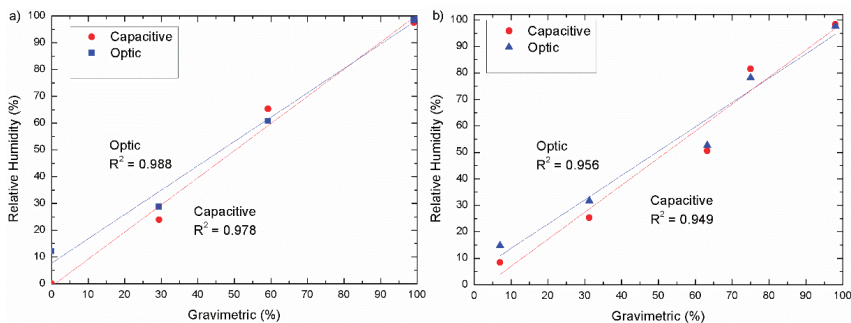 a)
Capacitive
Optic
Optic
R² = 0.988
Capacitive
R² = 0.978
Relative Humidity (%)
100
90
80
70
60
50
40
30
20
10
0
0 10 20 30 40 50 60 70 80 90 100
Gravimetric (%)
b)
Capacitive
Optic
Optic
R² = 0.956
Capacitive
R² = 0.949
Relative Humidity (%)
100
90
80
70
60
50
40
30
20
10
0
0 10 20 30 40 50 60 70 80 90 100
Gravimetric (%)